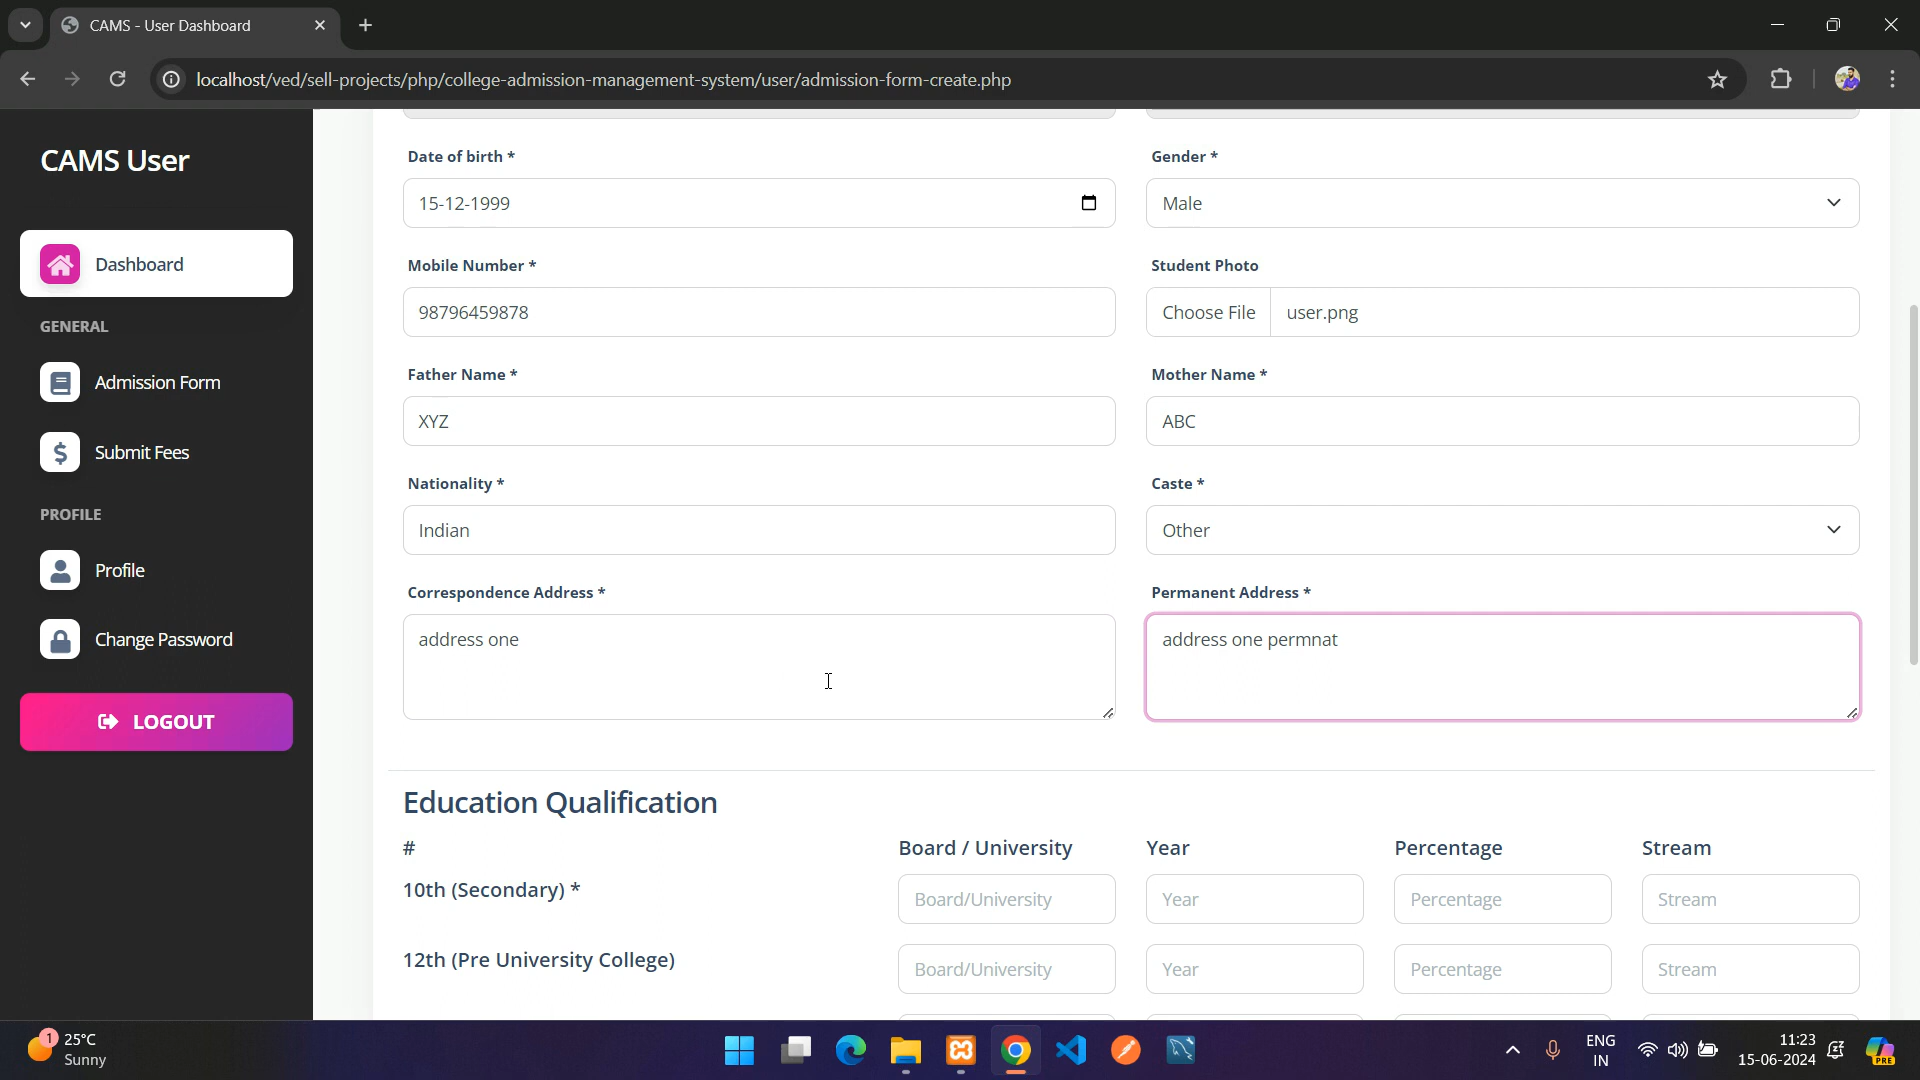 CAMS - User Dashboard
localhost/ved/sell-projects/php/college-admission-management-system/user/admission-form-create.php
CAMS User
Dashboard
GENERAL
Admission Form
Submit Fees
PROFILE
Profile
Change Password
LOGOUT
Date of birth *
Gender *
15-12-1999
Male
Mobile Number *
Student Photo
98796459878
Choose File user.png
Father Name *
Mother Name *
XYZ
ABC
Nationality *
Caste *
Indian
Other
Correspondence Address *
Permanent Address *
address one
address one permnat
Education Qualification
# Board / University Year Percentage Stream
10th (Secondary) * Board/University Year Percentage Stream
12th (Pre University College) Board/University Year Percentage Stream
1 25°C
Sunny
ENG
IN
11:23
15-06-2024
PRE